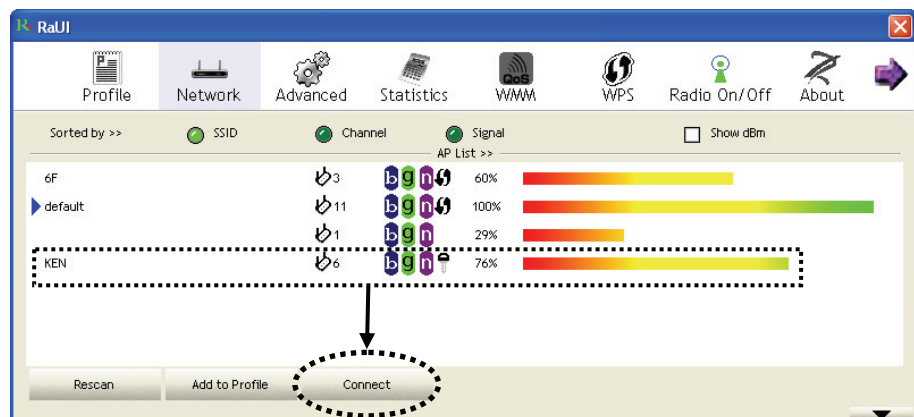 RaUI
Profile Network Advanced Statistics WMM WPS Radio On/Off About
QoS
Sorted by >> SSID Channel Signal Show dBm
AP List >>
6F 3 b g n 60%
default 11 b g n 100%
1 b g n 29%
KEN 6 b g n 76%
Rescan Add to Profile Connect